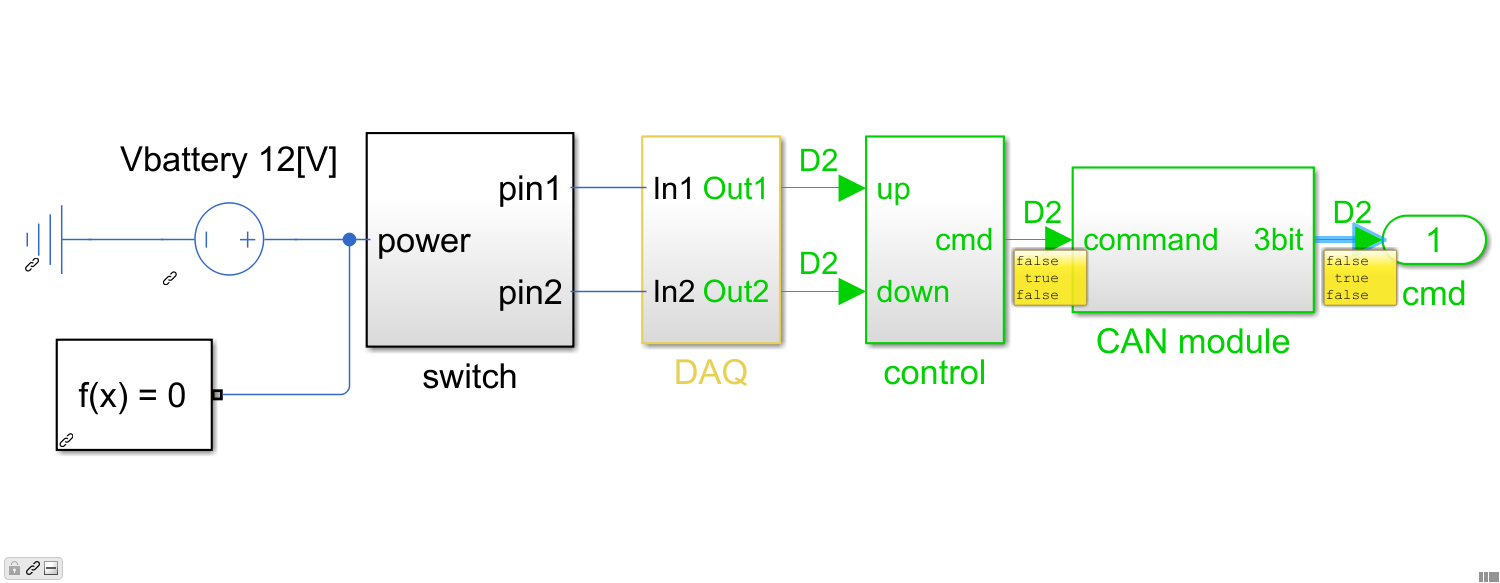 Vbattery 12[V]
f(x) = 0
power
pin1
pin2
switch
In1 Out1
In2 Out2
DAQ
D2
D2
up
down
cmd
control
D2
false
true
false
command
3bit
CAN module
D2
false
true
false
1
cmd